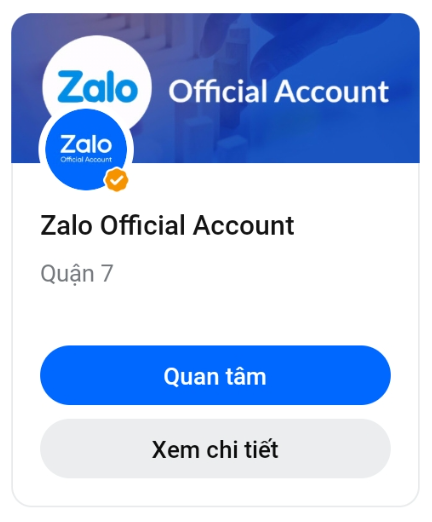 Zalo
Official Account
Zalo
Official Account
Zalo Official Account
Quận 7
Quan tâm
Xem chi tiết